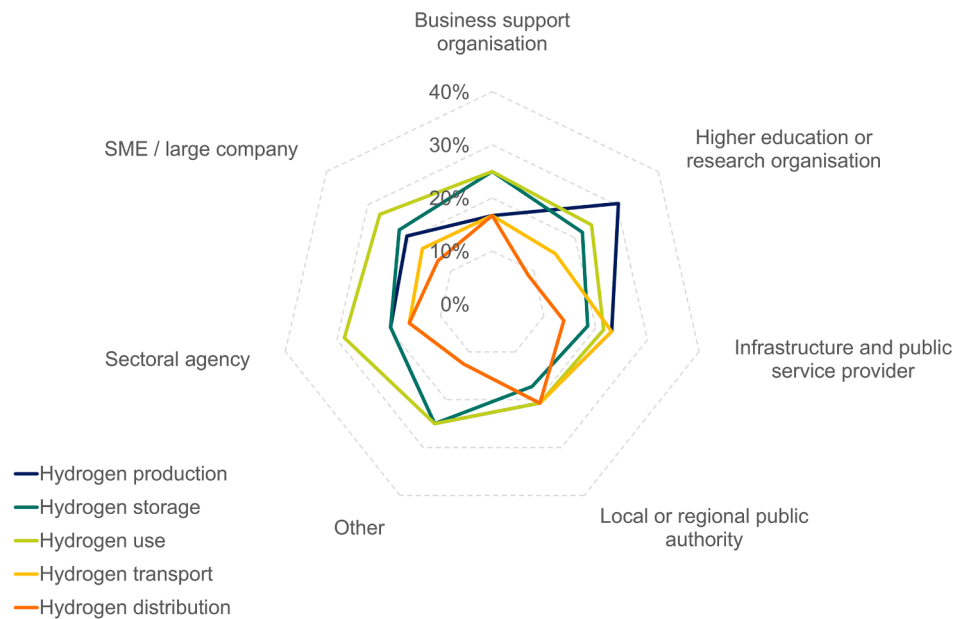 Business support
organisation
40%
30%
20%
10%
0%
SME / large company
Higher education or
research organisation
Sectoral agency
Infrastructure and public
service provider
Other
Local or regional public
authority
Hydrogen production
Hydrogen storage
Hydrogen use
Hydrogen transport
Hydrogen distribution